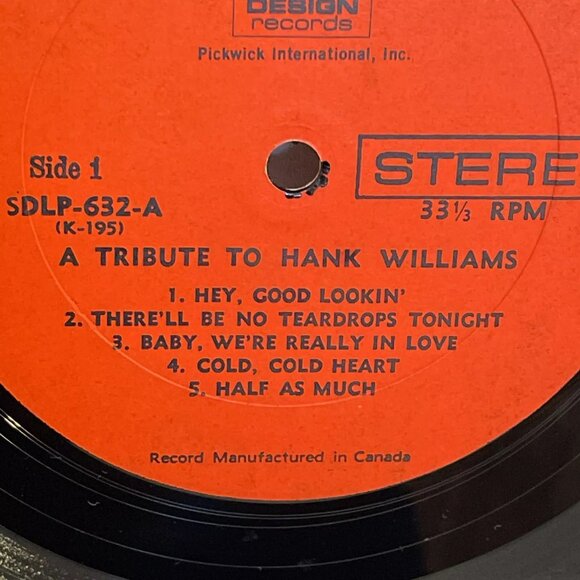 DESIGN
records
Pickwick International, Inc.
Side 1
STERE
SDLP-632-A
33⅓ RPM
(K-195)
A TRIBUTE TO HANK WILLIAMS
1. HEY, GOOD LOOKIN'
2. THERE'LL BE NO TEARDROPS TONIGHT
3. BABY, WE'RE REALLY IN LOVE
4. COLD, COLD HEART
5. HALF AS MUCH
Record Manufactured in Canada